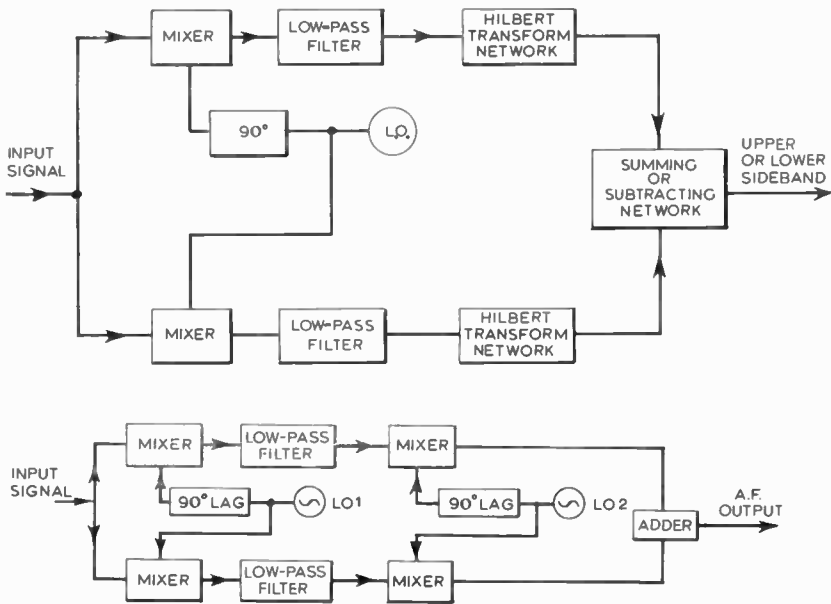 MIXER
LOW-PASS
FILTER
HILBERT
TRANSFORM
NETWORK
90°
L.O.
INPUT
SIGNAL
SUMMING
OR
SUBTRACTING
NETWORK
UPPER
OR LOWER
SIDEBAND
MIXER
LOW-PASS
FILTER
HILBERT
TRANSFORM
NETWORK
MIXER
LOW-PASS
FILTER
MIXER
INPUT
SIGNAL
90° LAG
LO1
90° LAG
LO2
ADDER
A.F.
OUTPUT
MIXER
LOW-PASS
FILTER
MIXER